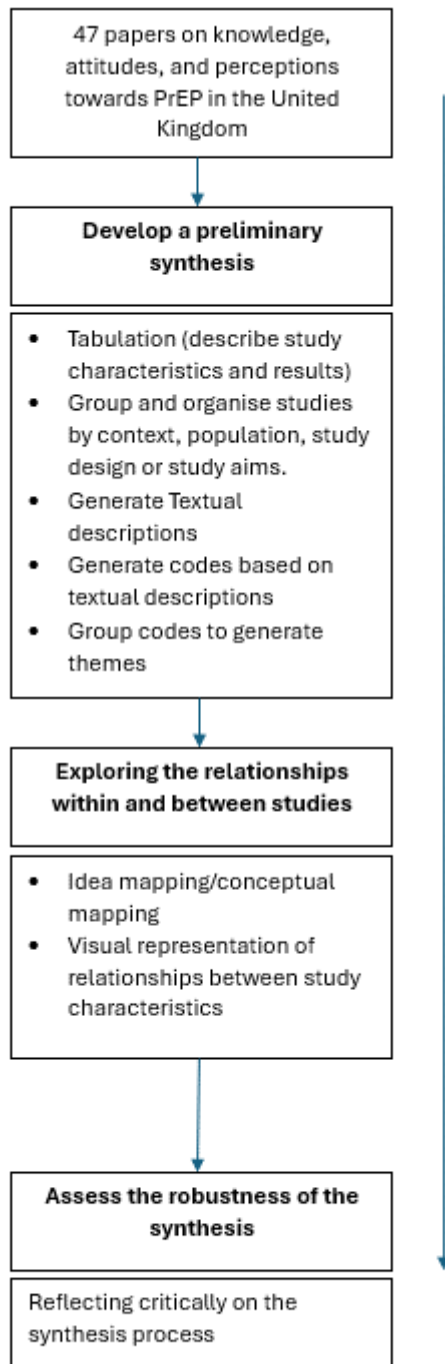 47 papers on knowledge,
attitudes, and perceptions
towards PrEP in the United
Kingdom
Develop a preliminary
synthesis
• Tabulation (describe study
characteristics and results)
• Group and organise studies
by context, population, study
design or study aims.
• Generate Textual
descriptions
• Generate codes based on
textual descriptions
• Group codes to generate
themes
Exploring the relationships
within and between studies
• Idea mapping/conceptual
mapping
• Visual representation of
relationships between study
characteristics
Assess the robustness of the
synthesis
Reflecting critically on the
synthesis process